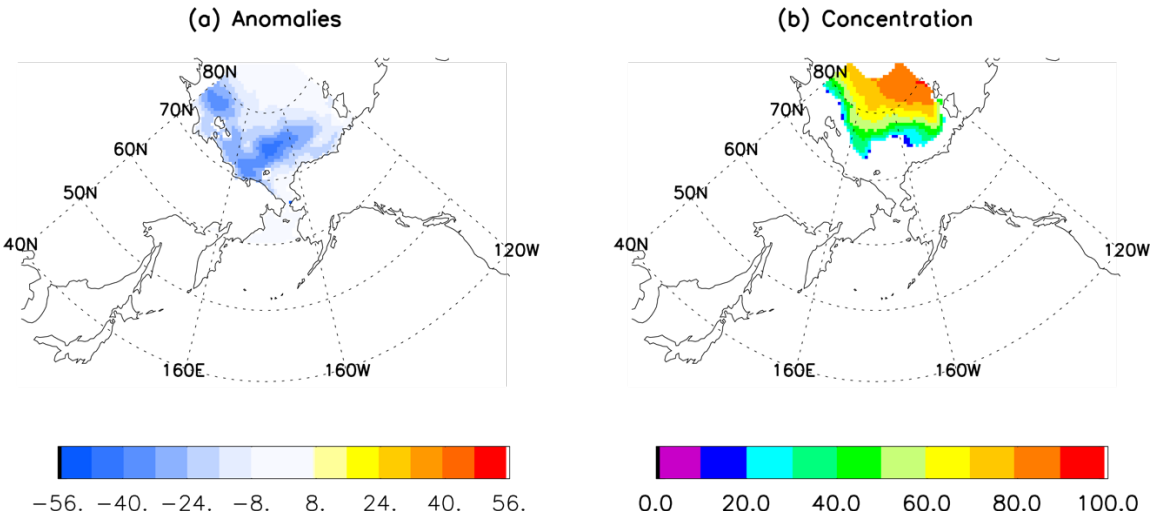 (a) Anomalies
(b) Concentration
80N
70N
60N
50N
40N
120W
160E
160W
80N
70N
60N
50N
40N
120W
160E
160W
−56. −40. −24. −8. 8. 24. 40. 56.
0.0 20.0 40.0 60.0 80.0 100.0